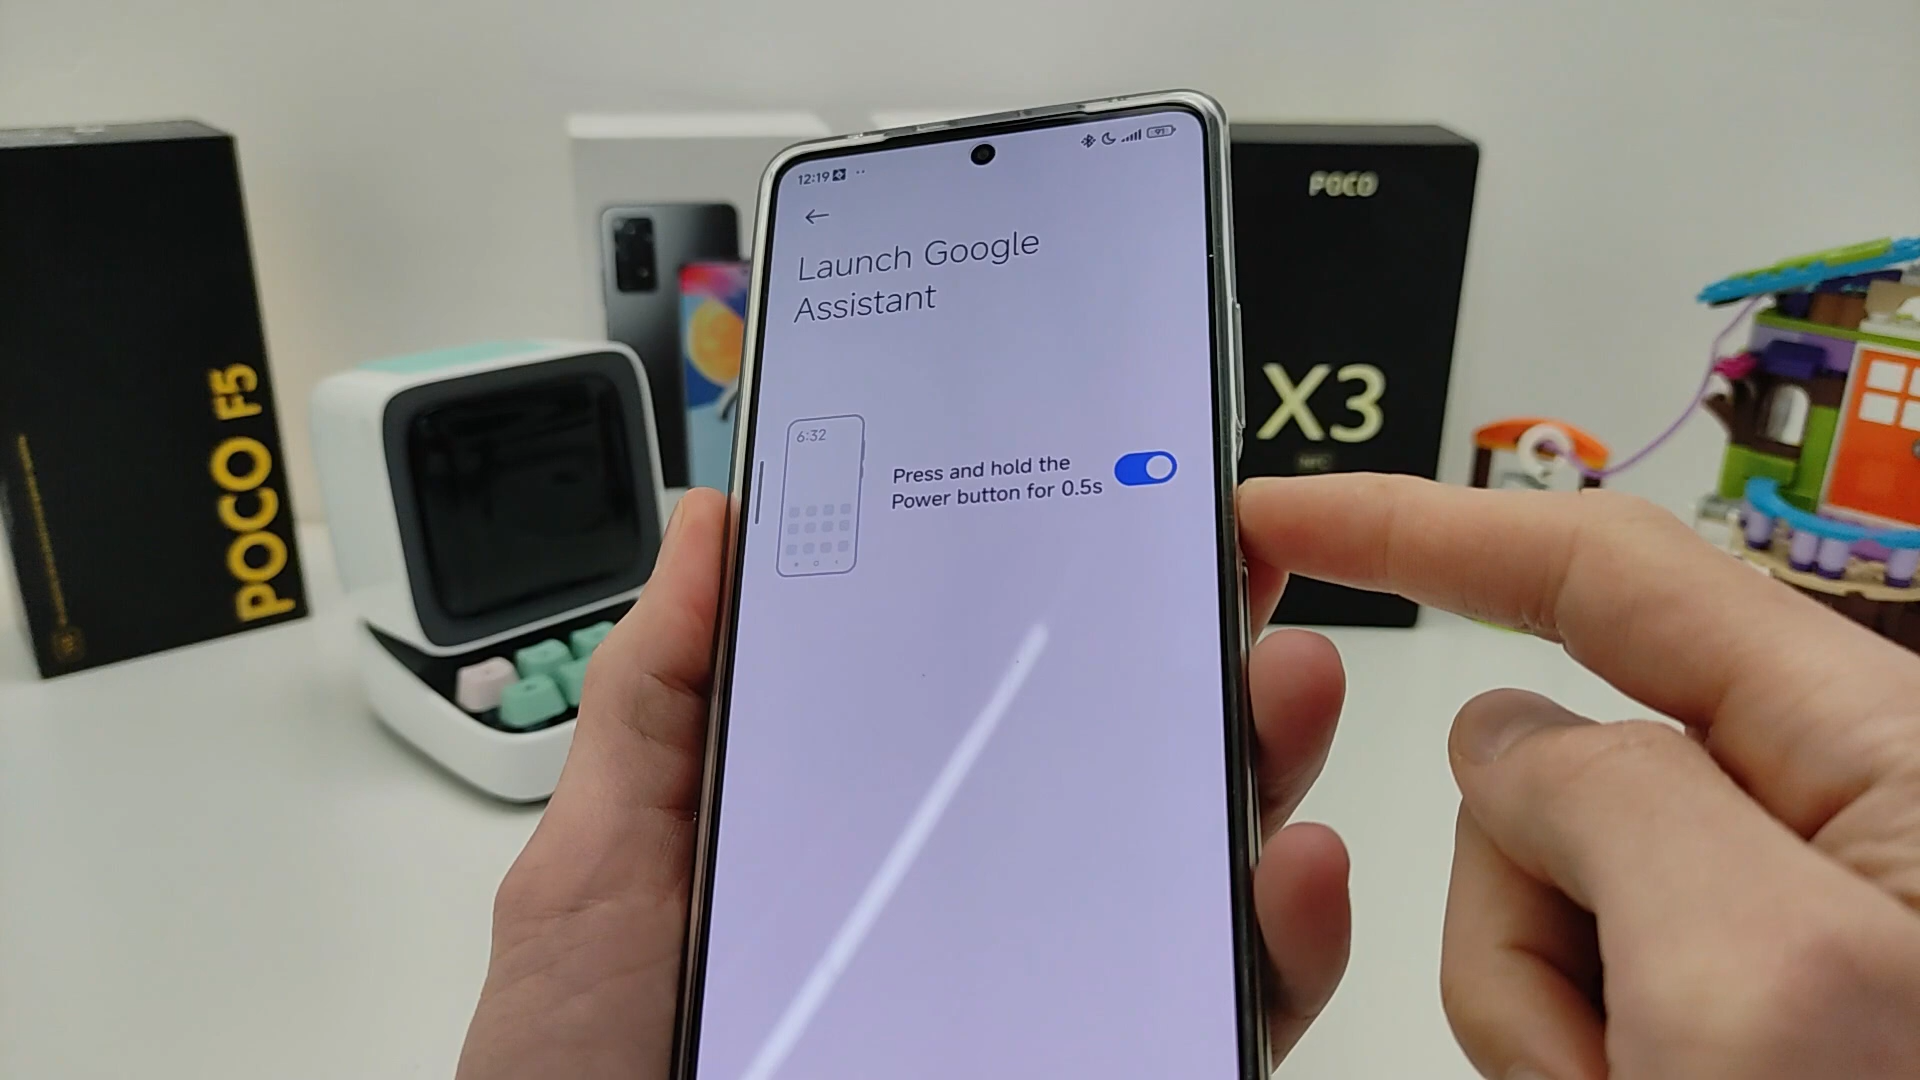 12:19
91
Launch Google
Assistant
6:32
Press and hold the
Power button for 0.5s
POCO F5
POCO
X3